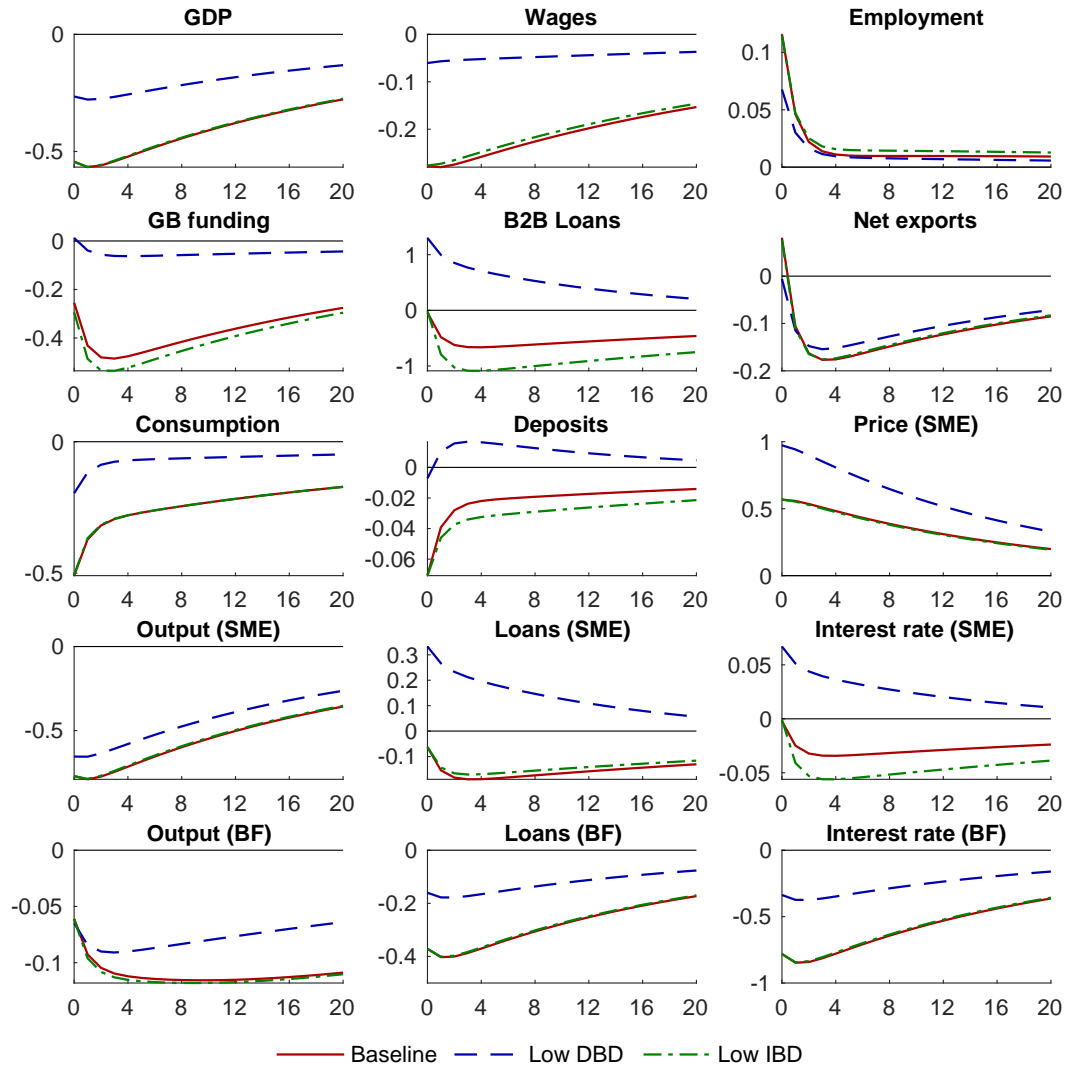 GDP Wages Employment
0 0 0.1
-0.1 0.05
-0.5 -0.2 0
0 4 8 12 16 20 0 4 8 12 16 20 0 4 8 12 16 20
GB funding B2B Loans Net exports
0 1 0
-0.2 0 -0.1
-0.4 -1 -0.2
0 4 8 12 16 20 0 4 8 12 16 20 0 4 8 12 16 20
Consumption Deposits Price (SME)
0 0 1
-0.02 0.5
-0.04
-0.5 -0.06 0
0 4 8 12 16 20 0 4 8 12 16 20 0 4 8 12 16 20
Output (SME) Loans (SME) Interest rate (SME)
0 0.3 0.05
0.2
0.1 0
-0.5 0
-0.1 -0.05
0 4 8 12 16 20 0 4 8 12 16 20 0 4 8 12 16 20
Output (BF) Loans (BF) Interest rate (BF)
0 0 0
-0.05 -0.2 -0.5
-0.1 -0.4 -1
0 4 8 12 16 20 0 4 8 12 16 20 0 4 8 12 16 20
Baseline Low DBD Low IBD